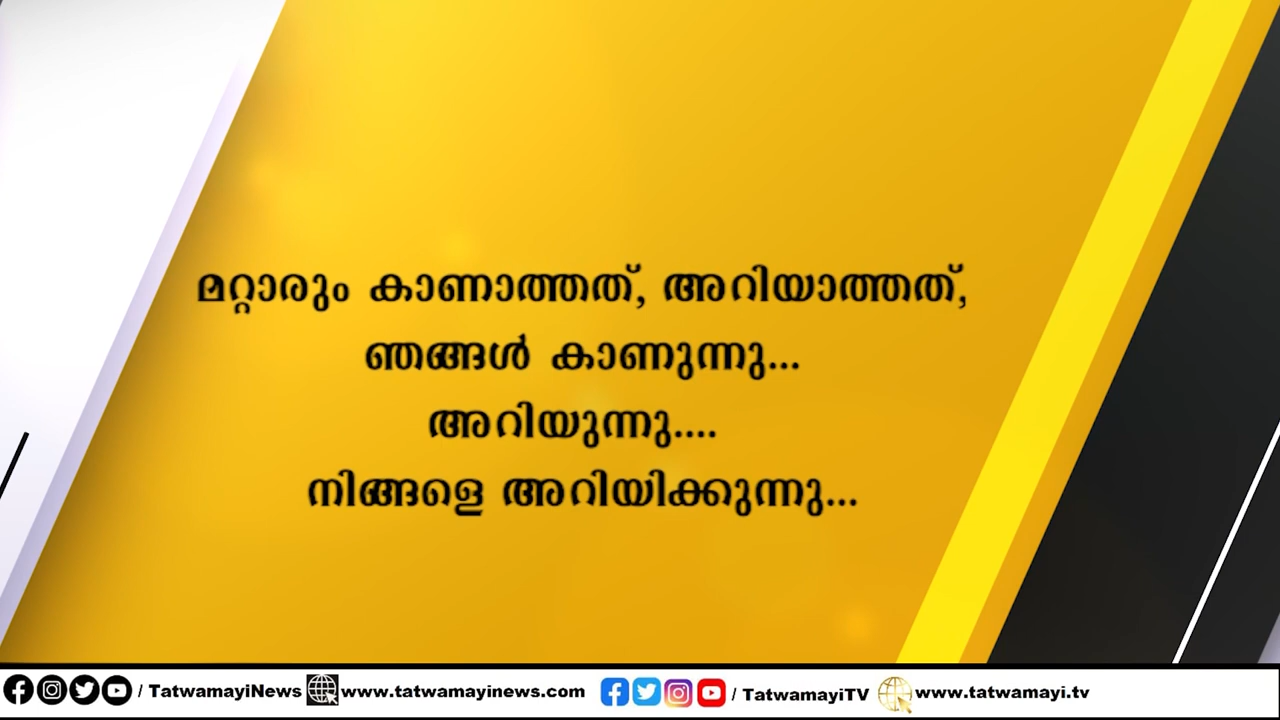 മറ്റാരും കാണാത്തത്, അറിയാത്തത്,
ഞങ്ങൾ കാണുന്നു...
അറിയുന്നു....
നിങ്ങളെ അറിയിക്കുന്നു...
/ TatwamayiNews www.tatwamayinews.com / TatwamayiTV www.tatwamayi.tv